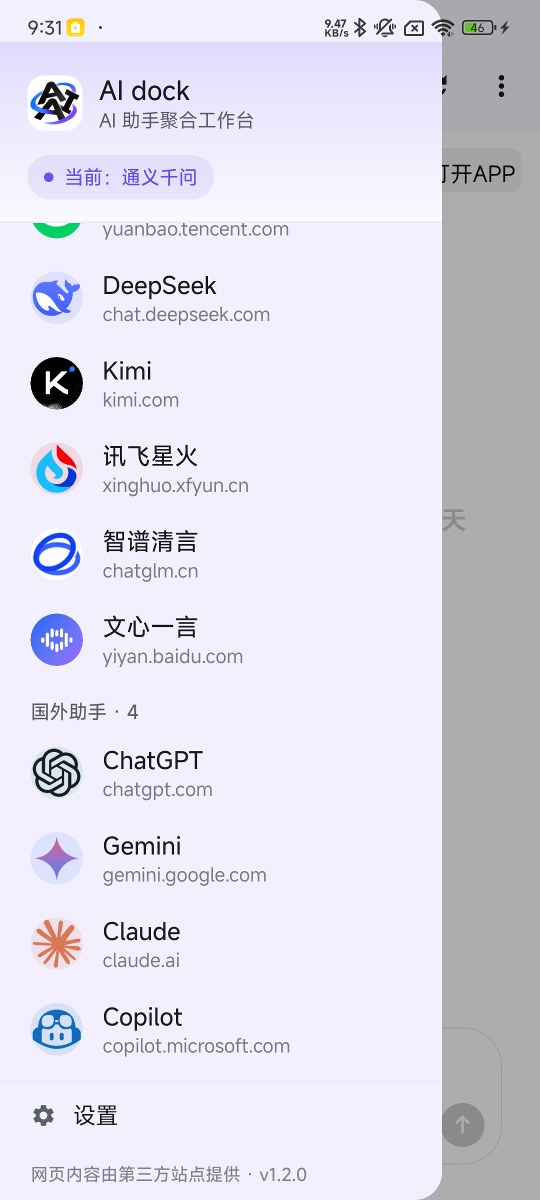 9:31
9.47 KB/s
46
AI dock
AI 助手聚合工作台
当前：通义千问
打开APP
yuanbao.tencent.com
DeepSeek
chat.deepseek.com
Kimi
kimi.com
讯飞星火
xinghuo.xfyun.cn
天
智谱清言
chatglm.cn
文心一言
yiyan.baidu.com
国外助手 · 4
ChatGPT
chatgpt.com
Gemini
gemini.google.com
Claude
claude.ai
Copilot
copilot.microsoft.com
设置
网页内容由第三方站点提供 · v1.2.0